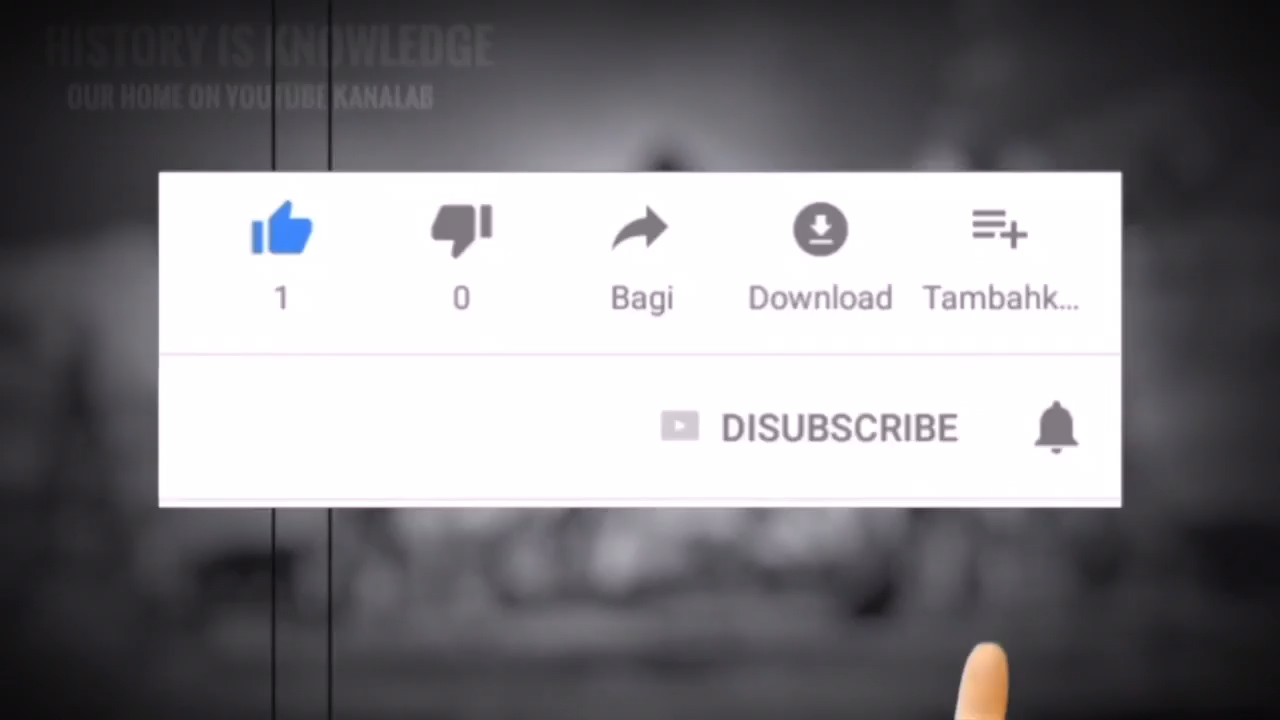 HISTORY IS KNOWLEDGE
OUR HOME ON YOUTUBE KANALAB
1 0 Bagi Download Tambahk...
DISUBSCRIBE